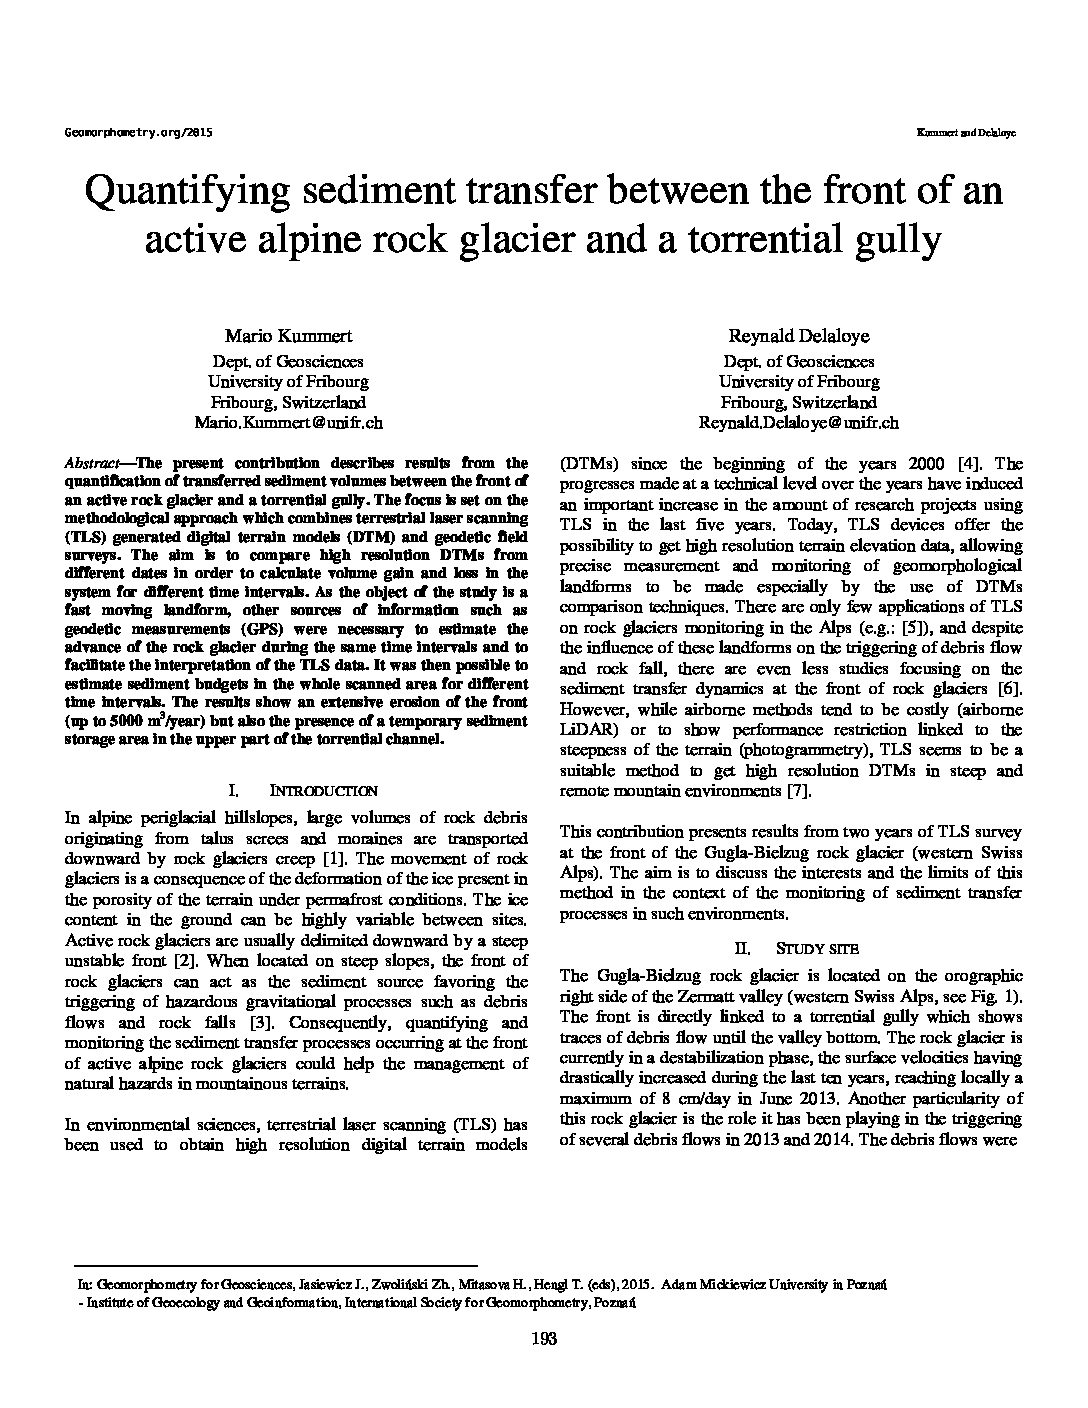 Geomorphometry.org/2015
Kummert and Delaloye
Quantifying sediment transfer between the front of an
active alpine rock glacier and a torrential gully
Mario Kummert
Dept. of Geosciences
University of Fribourg
Fribourg, Switzerland
Mario.Kummert@unifr.ch
Reynald Delaloye
Dept. of Geosciences
University of Fribourg
Fribourg, Switzerland
Reynald.Delaloye@unifr.ch
Abstract—The present contribution describes results from the
quantification of transferred sediment volumes between the front of
an active rock glacier and a torrential gully. The focus is set on the
methodological approach which combines terrestrial laser scanning
(TLS) generated digital terrain models (DTM) and geodetic field
surveys. The aim is to compare high resolution DTMs from
different dates in order to calculate volume gain and loss in the
system for different time intervals. As the object of the study is a
fast moving landform, other sources of information such as
geodetic measurements (GPS) were necessary to estimate the
advance of the rock glacier during the same time intervals and to
facilitate the interpretation of the TLS data. It was then possible to
estimate sediment budgets in the whole scanned area for different
time intervals. The results show an extensive erosion of the front
(up to 5000 m³/year) but also the presence of a temporary sediment
storage area in the upper part of the torrential channel.
I. INTRODUCTION
In alpine periglacial hillslopes, large volumes of rock debris
originating from talus screes and moraines are transported
downward by rock glaciers creep [1]. The movement of rock
glaciers is a consequence of the deformation of the ice present in
the porosity of the terrain under permafrost conditions. The ice
content in the ground can be highly variable between sites.
Active rock glaciers are usually delimited downward by a steep
unstable front [2]. When located on steep slopes, the front of
rock glaciers can act as the sediment source favoring the
triggering of hazardous gravitational processes such as debris
flows and rock falls [3]. Consequently, quantifying and
monitoring the sediment transfer processes occurring at the front
of active alpine rock glaciers could help the management of
natural hazards in mountainous terrains.
In environmental sciences, terrestrial laser scanning (TLS) has
been used to obtain high resolution digital terrain models
(DTMs) since the beginning of the years 2000 [4]. The
progresses made at a technical level over the years have induced
an important increase in the amount of research projects using
TLS in the last five years. Today, TLS devices offer the
possibility to get high resolution terrain elevation data, allowing
precise measurement and monitoring of geomorphological
landforms to be made especially by the use of DTMs
comparison techniques. There are only few applications of TLS
on rock glaciers monitoring in the Alps (e.g.: [5]), and despite
the influence of these landforms on the triggering of debris flow
and rock fall, there are even less studies focusing on the
sediment transfer dynamics at the front of rock glaciers [6].
However, while airborne methods tend to be costly (airborne
LiDAR) or to show performance restriction linked to the
steepness of the terrain (photogrammetry), TLS seems to be a
suitable method to get high resolution DTMs in steep and
remote mountain environments [7].
This contribution presents results from two years of TLS survey
at the front of the Gugla-Bielzug rock glacier (western Swiss
Alps). The aim is to discuss the interests and the limits of this
method in the context of the monitoring of sediment transfer
processes in such environments.
II. STUDY SITE
The Gugla-Bielzug rock glacier is located on the orographic
right side of the Zermatt valley (western Swiss Alps, see Fig. 1).
The front is directly linked to a torrential gully which shows
traces of debris flow until the valley bottom. The rock glacier is
currently in a destabilization phase, the surface velocities having
drastically increased during the last ten years, reaching locally a
maximum of 8 cm/day in June 2013. Another particularity of
this rock glacier is the role it has been playing in the triggering
of several debris flows in 2013 and 2014. The debris flows were
In: Geomorphometry for Geosciences, Jasiewicz J., Zwoliński Zb., Mitasova H., Hengl T. (eds), 2015. Adam Mickiewicz University in Poznań
- Institute of Geoecology and Geoinformation, International Society for Geomorphometry, Poznań
193